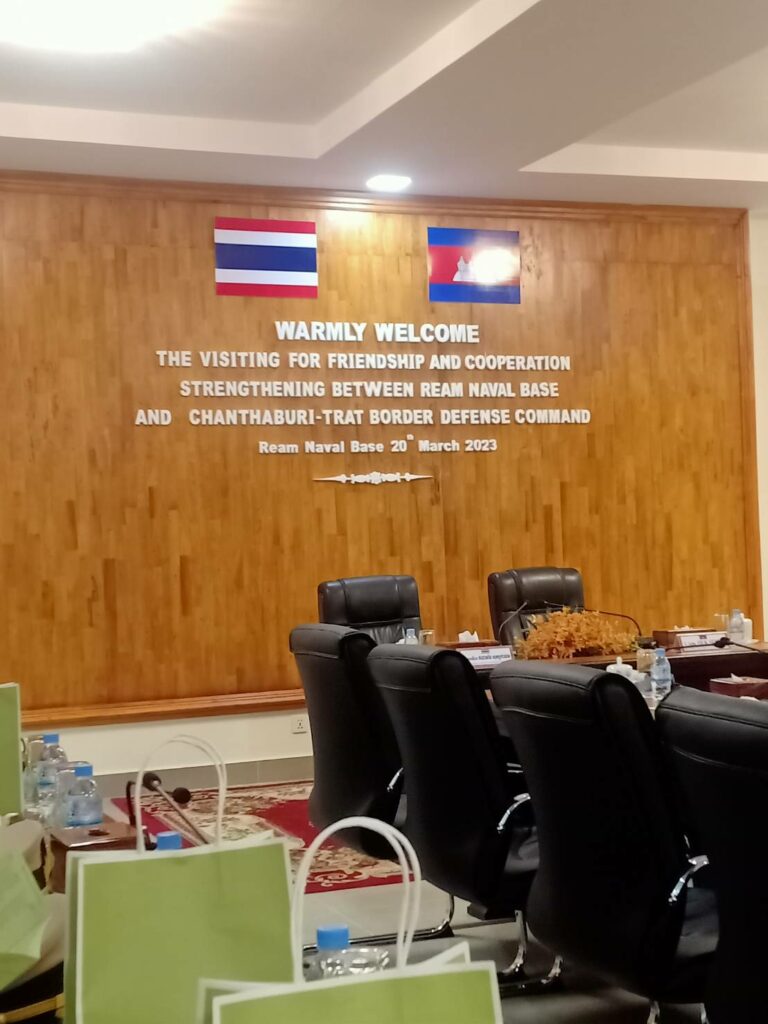 WARMLY WELCOME
THE VISITING FOR FRIENDSHIP AND COOPERATION
STRENGTHENING BETWEEN REAM NAVAL BASE
AND CHANTHABURI-TRAT BORDER DEFENSE COMMAND
Ream Naval Base 20th March 2023